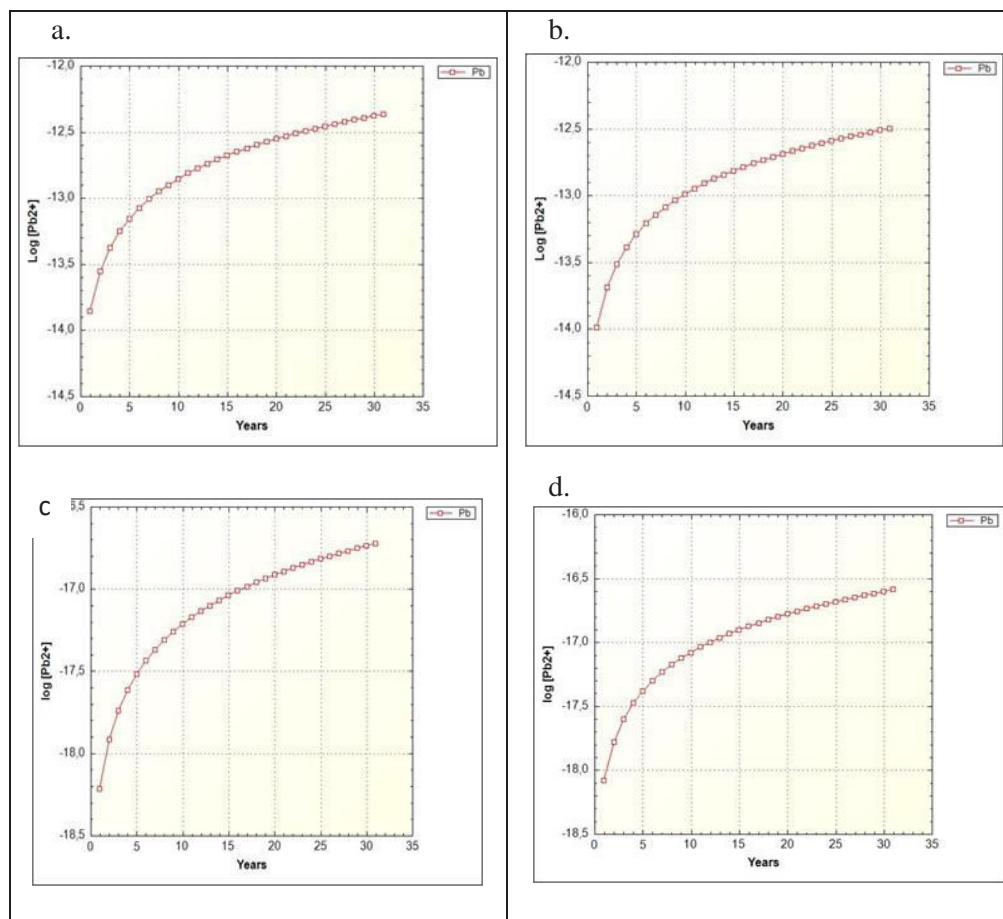 a.
Pb
-12,0
-12,5
-13,0
-13,5
-14,0
-14,5
Log [Pb2+]
0 5 10 15 20 25 30 35
Years
b.
Pb
-12,0
-12,5
-13,0
-13,5
-14,0
-14,5
Log [Pb2+]
0 5 10 15 20 25 30 35
Years
c
Pb
5,5
-17,0
-17,5
-18,0
-18,5
log [Pb2+]
0 5 10 15 20 25 30 35
Years
d.
Pb
-16,0
-16,5
-17,0
-17,5
-18,0
-18,5
log [Pb2+]
0 5 10 15 20 25 30 35
Years